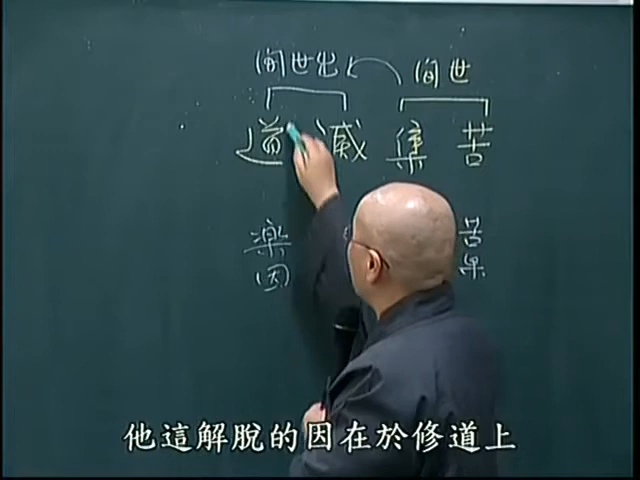 世間
出世間
苦集滅道
苦果
楽因
他這解脫的因在於修道上